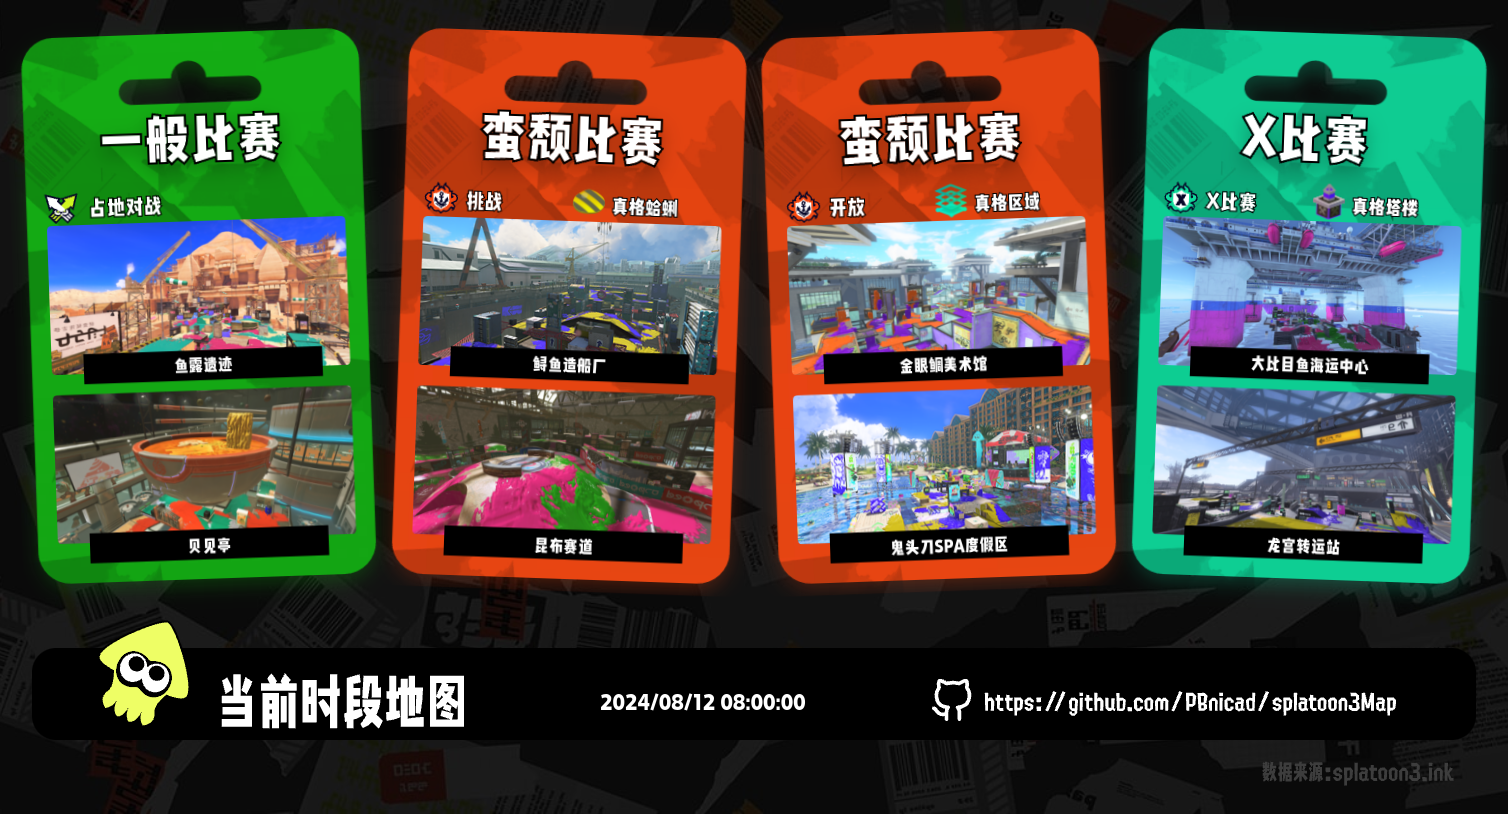 一般比赛
占地对战
鱼露遗迹
贝见亭
蛮颓比赛
挑战
真格蛤蜊
鲟鱼造船厂
昆布赛道
蛮颓比赛
开放
真格区域
金眼鲷美术馆
鬼头刀SPA度假区
X比赛
X比赛
真格塔楼
大比目鱼海运中心
龙宫转运站
当前时段地图
2024/08/12 08:00:00
https://github.com/PBnicad/splatoon3Map
数据来源:splatoon3.ink